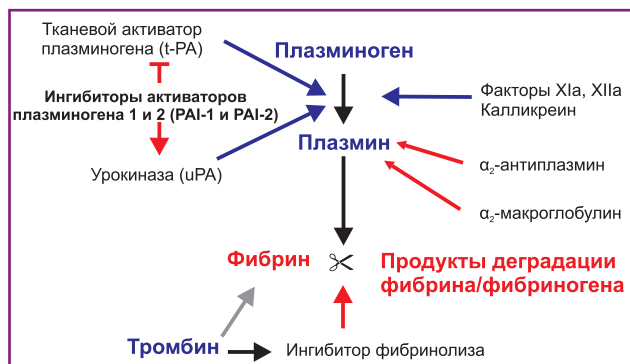 Тканевой активатор
плазминогена (t-PA)
Плазминоген
Ингибиторы активаторов
плазминогена 1 и 2 (PAI-1 и PAI-2)
Факторы XIa, XIIa
Калликреин
Плазмин
Урокиназа (uPA)
α₂-антиплазмин
α₂-макроглобулин
Фибрин
Продукты деградации
фибрина/фибриногена
Тромбин
Ингибитор фибринолиза